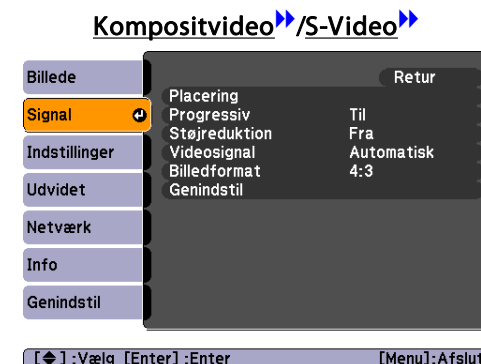 Kompositvideo/S-Video
Billede
Signal
Indstillinger
Udvidet
Netværk
Info
Genindstil
Retur
Placering
Progressiv Til
Støjreduktion Fra
Videosignal Automatisk
Billedformat 4:3
Genindstil
[◆]:Vælg [Enter]:Enter [Menu]:Afslut